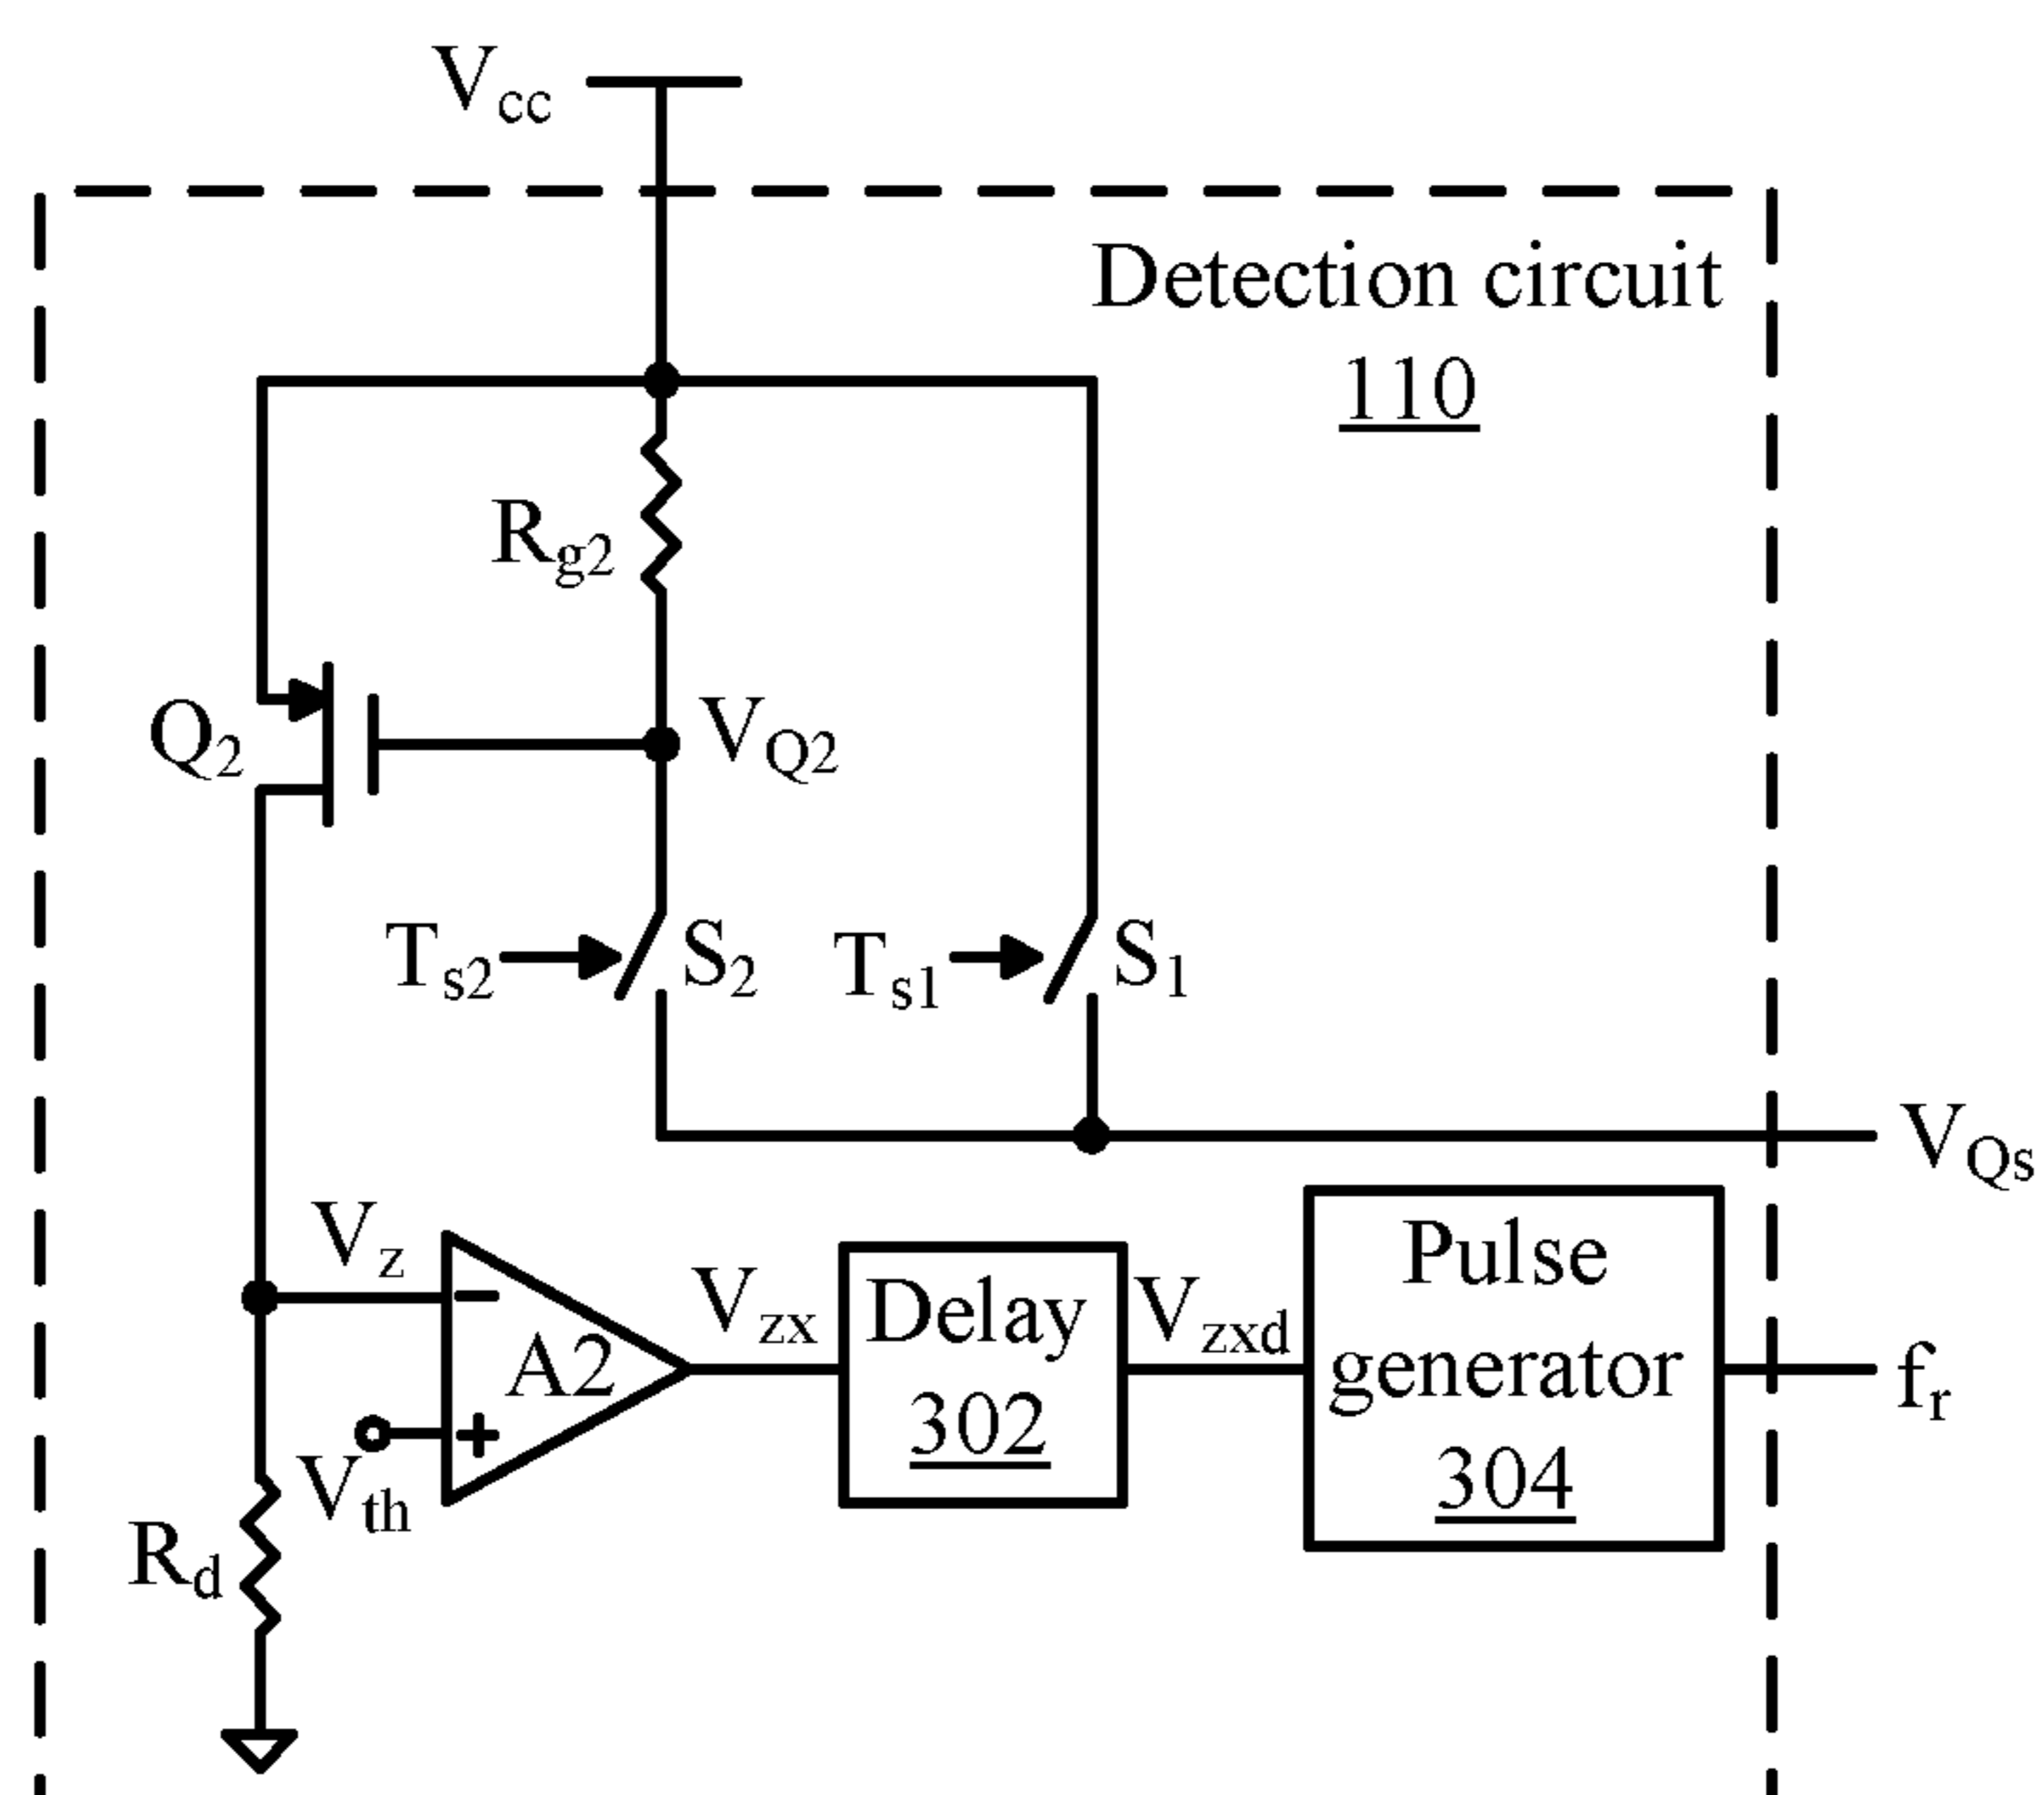 Vcc
Detection circuit
110
Rg2
Q2
VQ2
Ts2
S2
Ts1
S1
VQs
Vz
−
A2
+
Vth
Vzx
Delay
302
Vzxd
Pulse
generator
304
fr
Rd